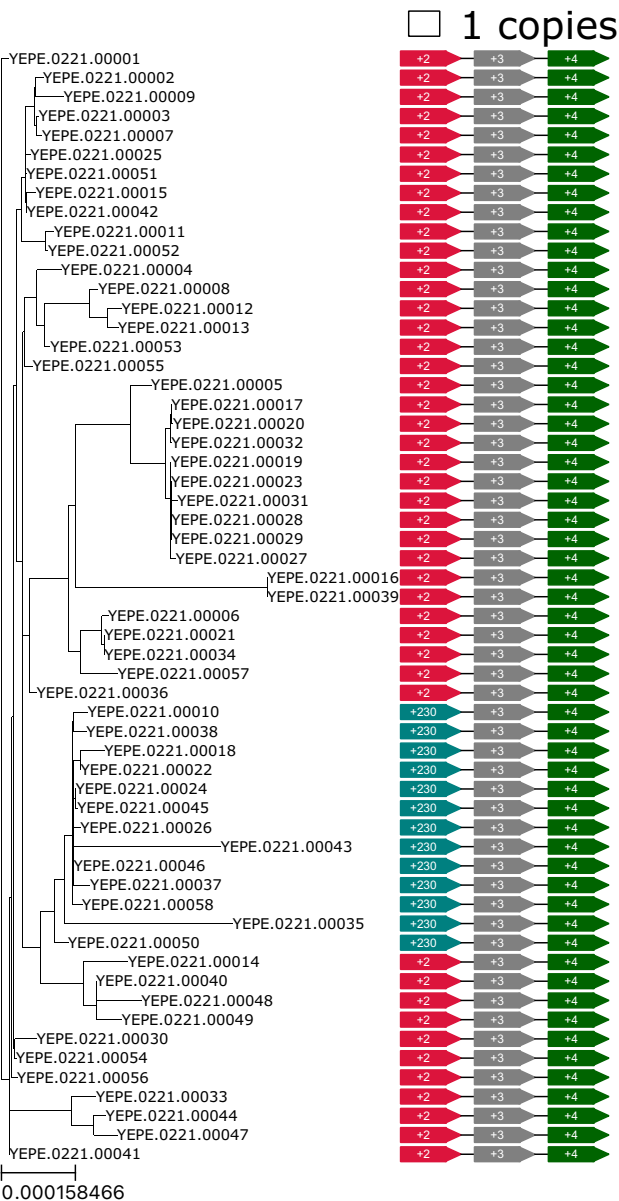 1 copies
YEPE.0221.00001 +2 +3 +4
YEPE.0221.00002 +2 +3 +4
YEPE.0221.00009 +2 +3 +4
YEPE.0221.00003 +2 +3 +4
YEPE.0221.00007 +2 +3 +4
YEPE.0221.00025 +2 +3 +4
YEPE.0221.00051 +2 +3 +4
YEPE.0221.00015 +2 +3 +4
YEPE.0221.00042 +2 +3 +4
YEPE.0221.00011 +2 +3 +4
YEPE.0221.00052 +2 +3 +4
YEPE.0221.00004 +2 +3 +4
YEPE.0221.00008 +2 +3 +4
YEPE.0221.00012 +2 +3 +4
YEPE.0221.00013 +2 +3 +4
YEPE.0221.00053 +2 +3 +4
YEPE.0221.00055 +2 +3 +4
YEPE.0221.00005 +2 +3 +4
YEPE.0221.00017 +2 +3 +4
YEPE.0221.00020 +2 +3 +4
YEPE.0221.00032 +2 +3 +4
YEPE.0221.00019 +2 +3 +4
YEPE.0221.00023 +2 +3 +4
YEPE.0221.00031 +2 +3 +4
YEPE.0221.00028 +2 +3 +4
YEPE.0221.00029 +2 +3 +4
YEPE.0221.00027 +2 +3 +4
YEPE.0221.00016 +2 +3 +4
YEPE.0221.00039 +2 +3 +4
YEPE.0221.00006 +2 +3 +4
YEPE.0221.00021 +2 +3 +4
YEPE.0221.00034 +2 +3 +4
YEPE.0221.00057 +2 +3 +4
YEPE.0221.00036 +2 +3 +4
YEPE.0221.00010 +230 +3 +4
YEPE.0221.00038 +230 +3 +4
YEPE.0221.00018 +230 +3 +4
YEPE.0221.00022 +230 +3 +4
YEPE.0221.00024 +230 +3 +4
YEPE.0221.00045 +230 +3 +4
YEPE.0221.00026 +230 +3 +4
YEPE.0221.00043 +230 +3 +4
YEPE.0221.00046 +230 +3 +4
YEPE.0221.00037 +230 +3 +4
YEPE.0221.00058 +230 +3 +4
YEPE.0221.00035 +230 +3 +4
YEPE.0221.00050 +230 +3 +4
YEPE.0221.00014 +2 +3 +4
YEPE.0221.00040 +2 +3 +4
YEPE.0221.00048 +2 +3 +4
YEPE.0221.00049 +2 +3 +4
YEPE.0221.00030 +2 +3 +4
YEPE.0221.00054 +2 +3 +4
YEPE.0221.00056 +2 +3 +4
YEPE.0221.00033 +2 +3 +4
YEPE.0221.00044 +2 +3 +4
YEPE.0221.00047 +2 +3 +4
YEPE.0221.00041 +2 +3 +4
0.000158466